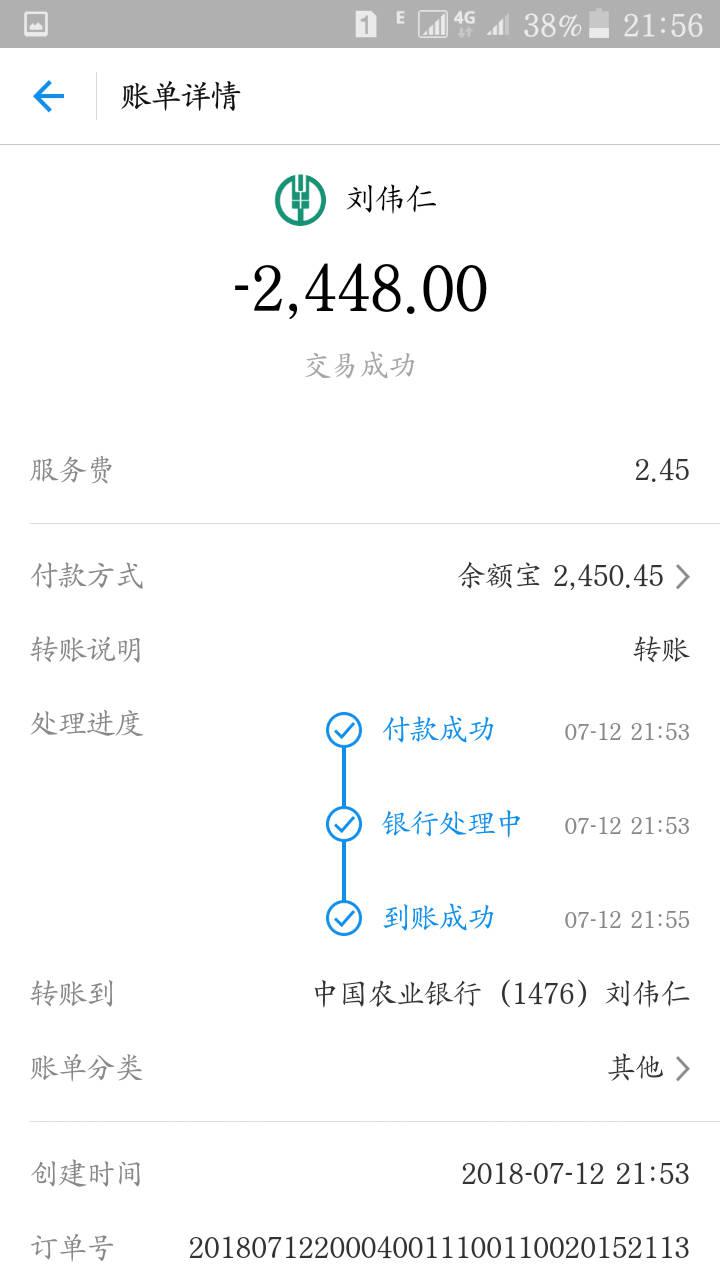 1 E 4G 38% 21:56
账单详情
刘伟仁
-2,448.00
交易成功
服务费 2.45
付款方式 余额宝 2,450.45
转账说明 转账
处理进度 付款成功 07-12 21:53
银行处理中 07-12 21:53
到账成功 07-12 21:55
转账到 中国农业银行（1476）刘伟仁
账单分类 其他
创建时间 2018-07-12 21:53
订单号 20180712200040011100110020152113